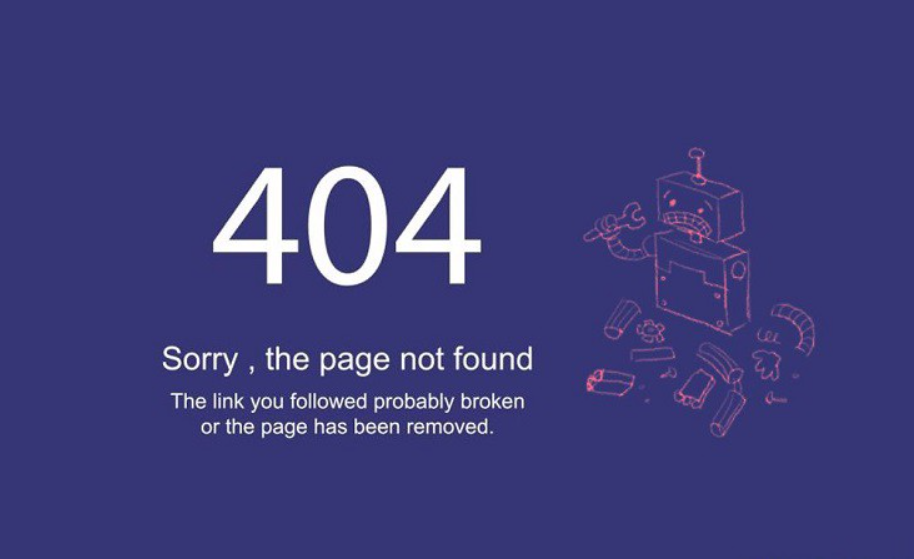 404
Sorry , the page not found
The link you followed probably broken
or the page has been removed.